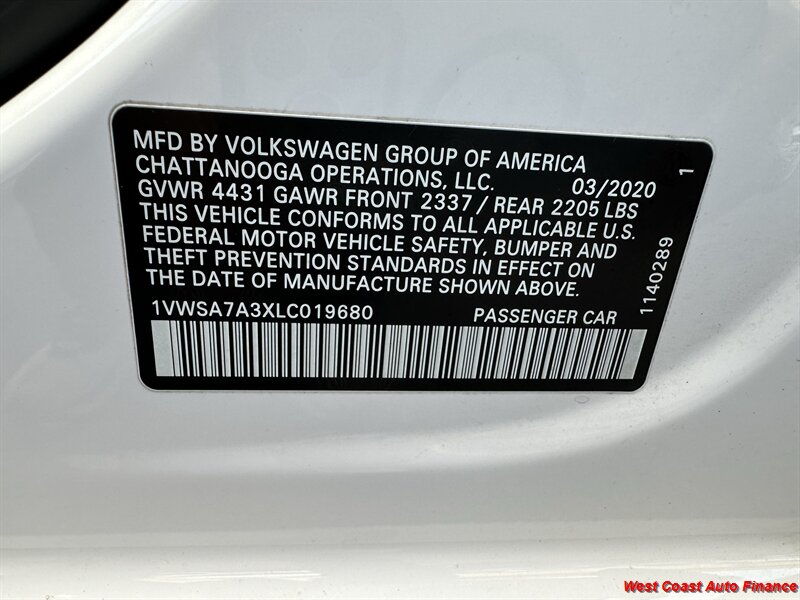 MFD BY VOLKSWAGEN GROUP OF AMERICA
CHATTANOOGA OPERATIONS, LLC. 03/2020 1
GVWR 4431 GAWR FRONT 2337 / REAR 2205 LBS
THIS VEHICLE CONFORMS TO ALL APPLICABLE U.S.
FEDERAL MOTOR VEHICLE SAFETY, BUMPER AND
THEFT PREVENTION STANDARDS IN EFFECT ON
THE DATE OF MANUFACTURE SHOWN ABOVE.
1140289
1VWSA7A3XLC019680 PASSENGER CAR
West Coast Auto Finance